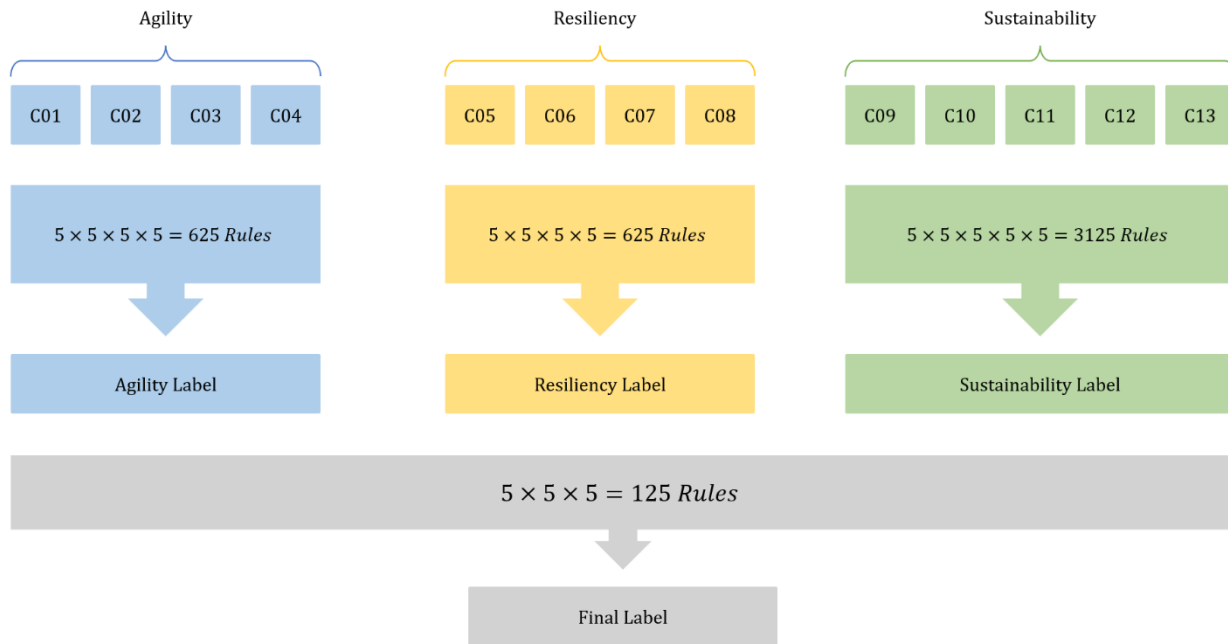 Agility
Resiliency
Sustainability
C01
C02
C03
C04
C05
C06
C07
C08
C09
C10
C11
C12
C13
5 × 5 × 5 × 5 = 625 Rules
5 × 5 × 5 × 5 = 625 Rules
5 × 5 × 5 × 5 × 5 = 3125 Rules
Agility Label
Resiliency Label
Sustainability Label
5 × 5 × 5 = 125 Rules
Final Label